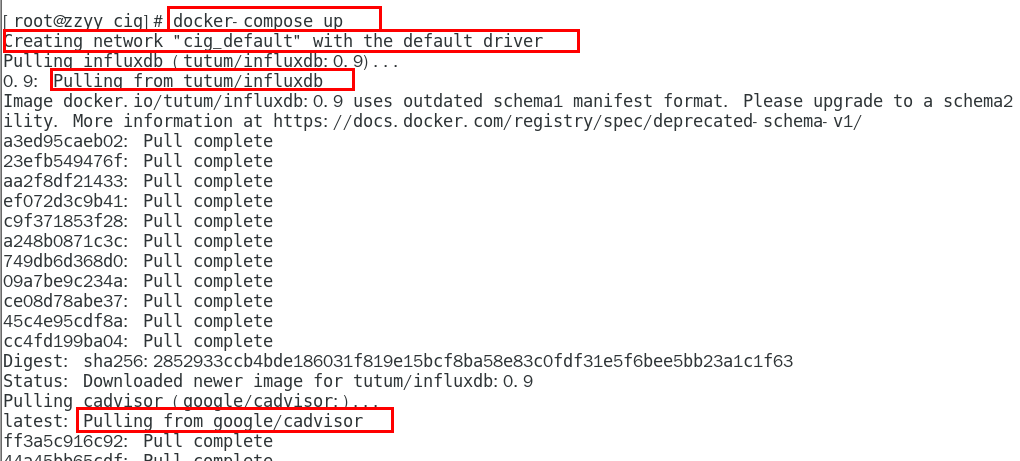 [root@zzyy cig]# docker-compose up
Creating network "cig_default" with the default driver
Pulling influxdb (tutum/influxdb:0.9)...
0.9: Pulling from tutum/influxdb
Image docker.io/tutum/influxdb:0.9 uses outdated schema1 manifest format. Please upgrade to a schema2
ility. More information at https://docs.docker.com/registry/spec/deprecated-schema-v1/
a3ed95caeb02: Pull complete
23efb549476f: Pull complete
aa2f8df21433: Pull complete
ef072d3c9b41: Pull complete
c9f371853f28: Pull complete
a248b0871c3c: Pull complete
749db6d368d0: Pull complete
09a7be9c234a: Pull complete
ce08d78abe37: Pull complete
45c4e95cdf8a: Pull complete
cc4fd199ba04: Pull complete
Digest: sha256:2852933ccb4bde186031f819e15bcf8ba58e83c0fdf31e5f6bee5bb23a1c1f63
Status: Downloaded newer image for tutum/influxdb:0.9
Pulling cadvisor (google/cadvisor:)...
latest: Pulling from google/cadvisor
ff3a5c916c92: Pull complete
44a45bb65cdf: Pull complete